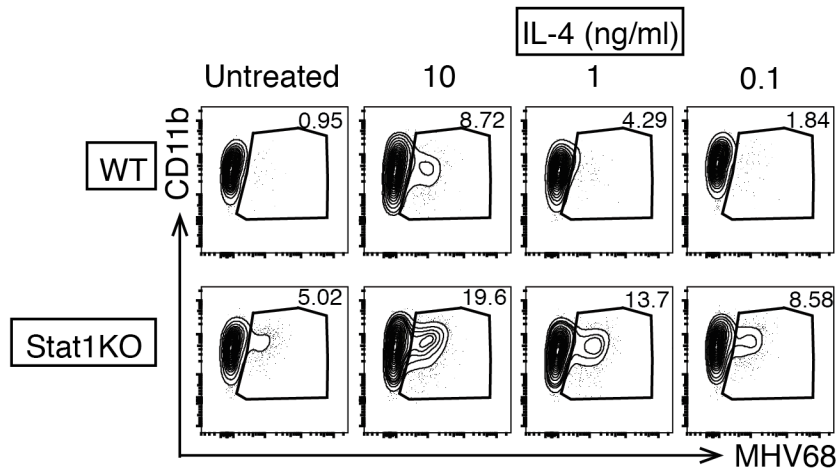 IL-4 (ng/ml)
Untreated 10 1 0.1
CD11b
WT
0.95 8.72 4.29 1.84
Stat1KO
5.02 19.6 13.7 8.58
MHV68